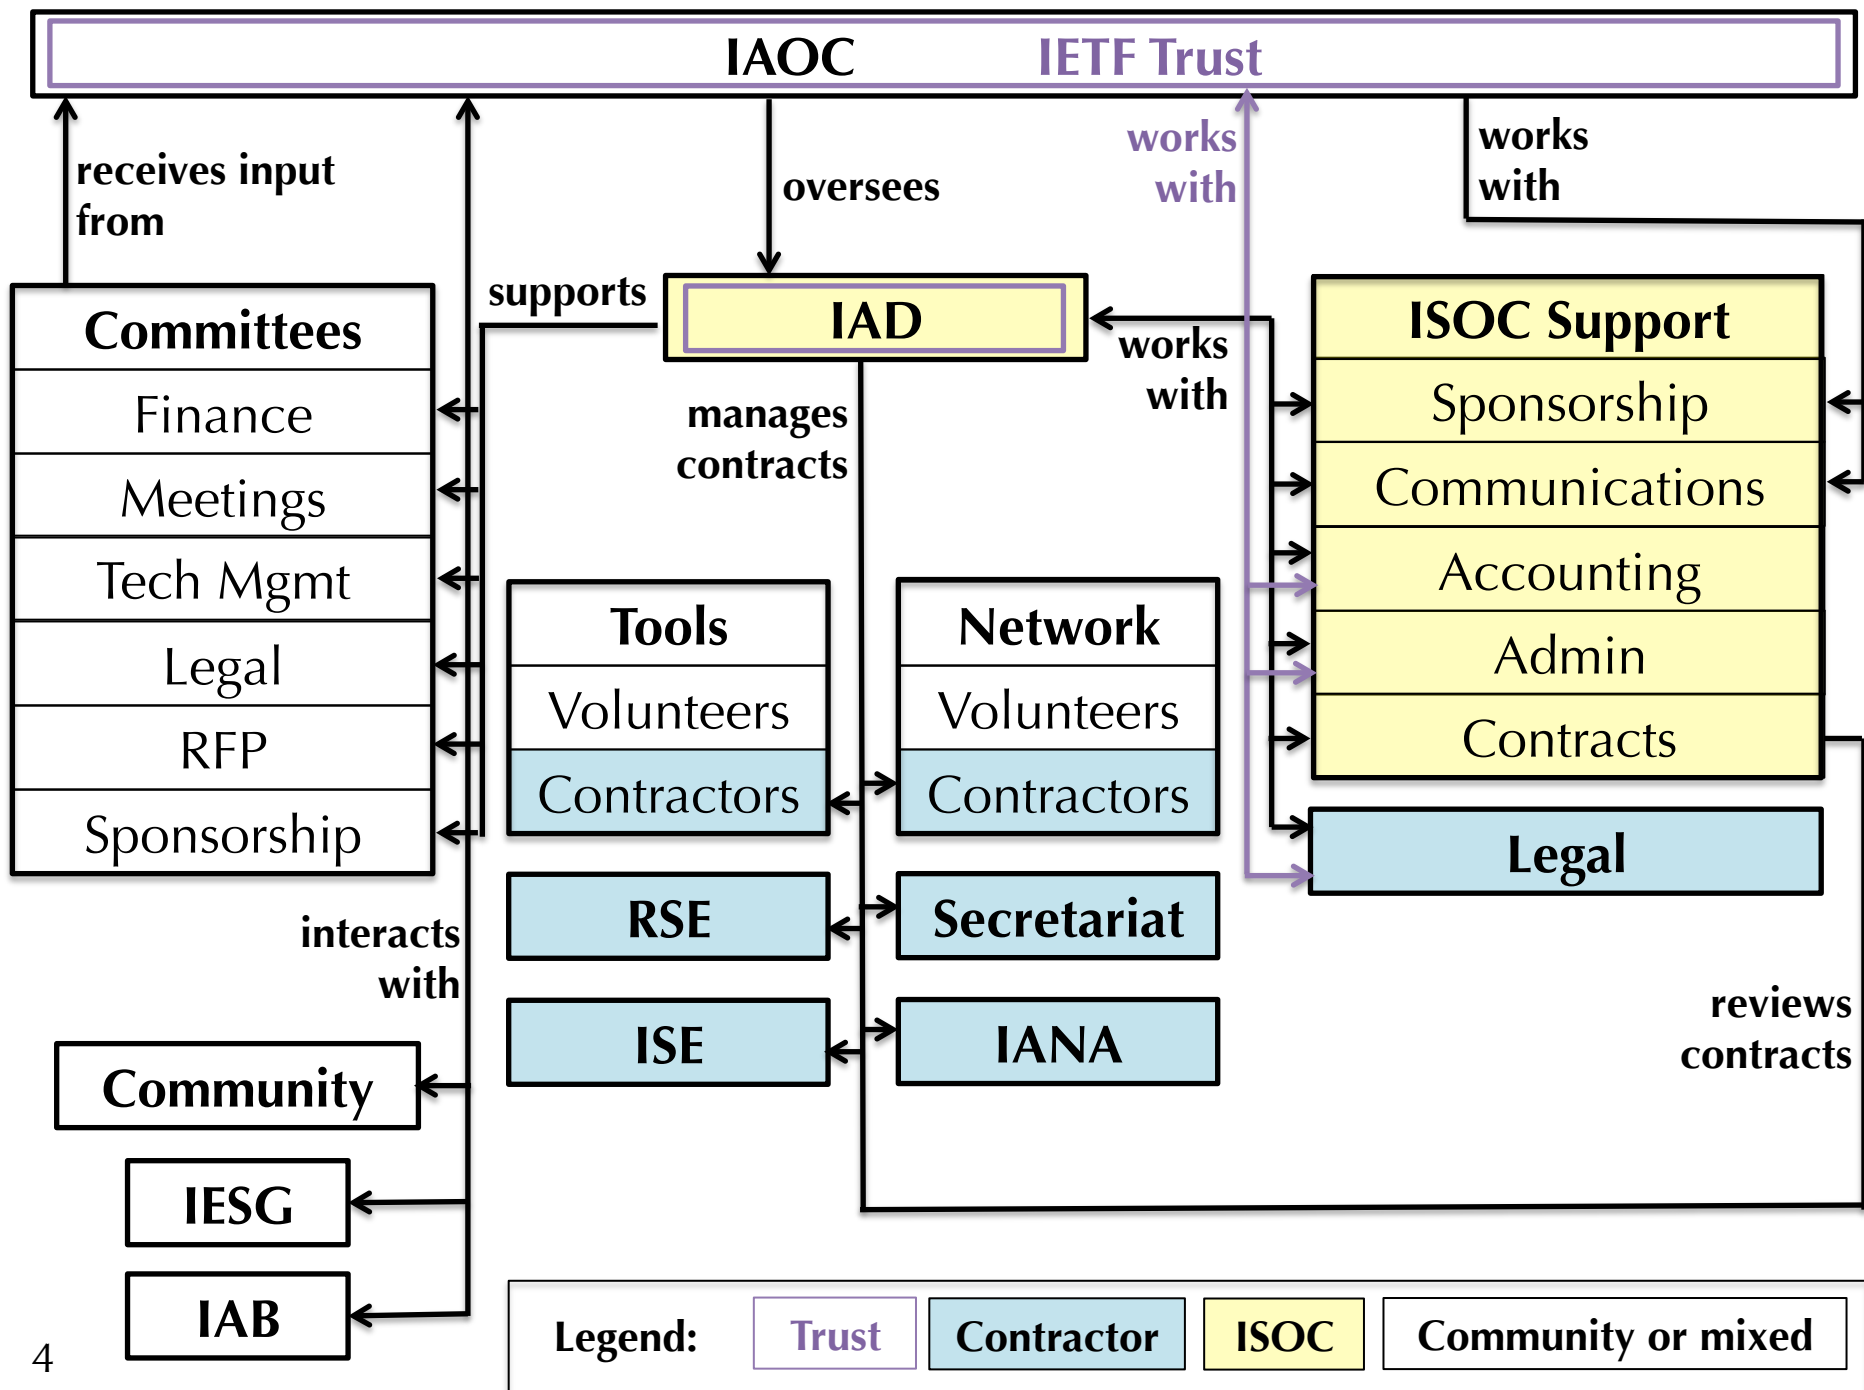 IAOC IETF Trust
receives input
from
oversees
works
with
works
with
supports
IAD
works
with
manages
contracts
Committees
Finance
Meetings
Tech Mgmt
Legal
RFP
Sponsorship
ISOC Support
Sponsorship
Communications
Accounting
Admin
Contracts
Legal
Tools
Volunteers
Contractors
Network
Volunteers
Contractors
RSE
Secretariat
ISE
IANA
interacts
with
reviews
contracts
Community
IESG
IAB
Legend: Trust Contractor ISOC Community or mixed
4